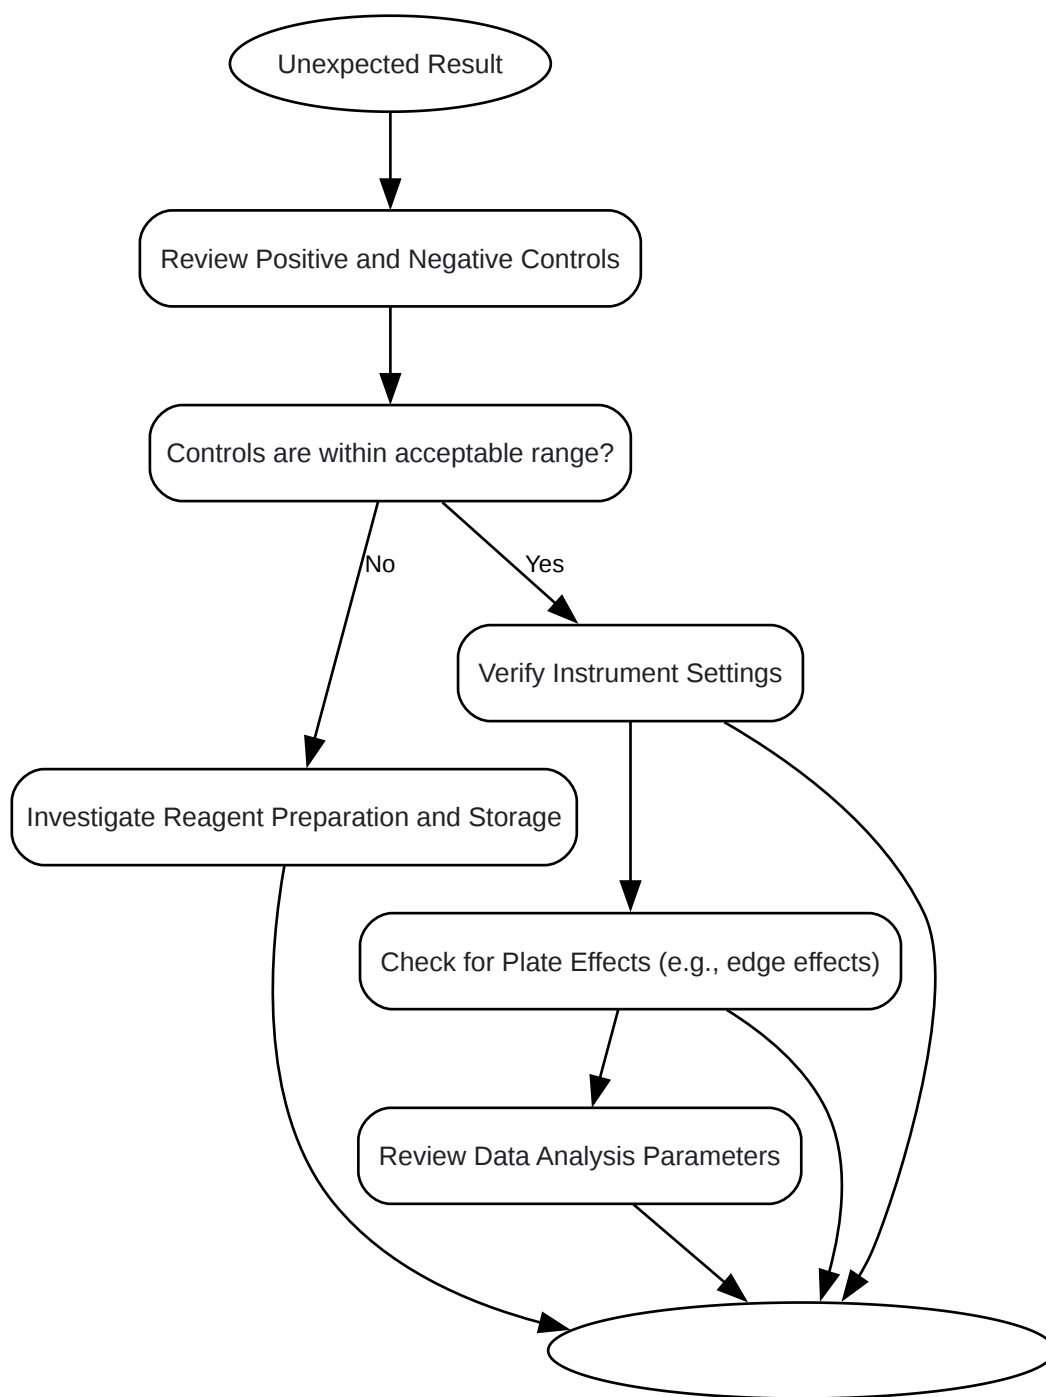 Unexpected Result
Review Positive and Negative Controls
Controls are within acceptable range?
No
Yes
Verify Instrument Settings
Investigate Reagent Preparation and Storage
Check for Plate Effects (e.g., edge effects)
Review Data Analysis Parameters